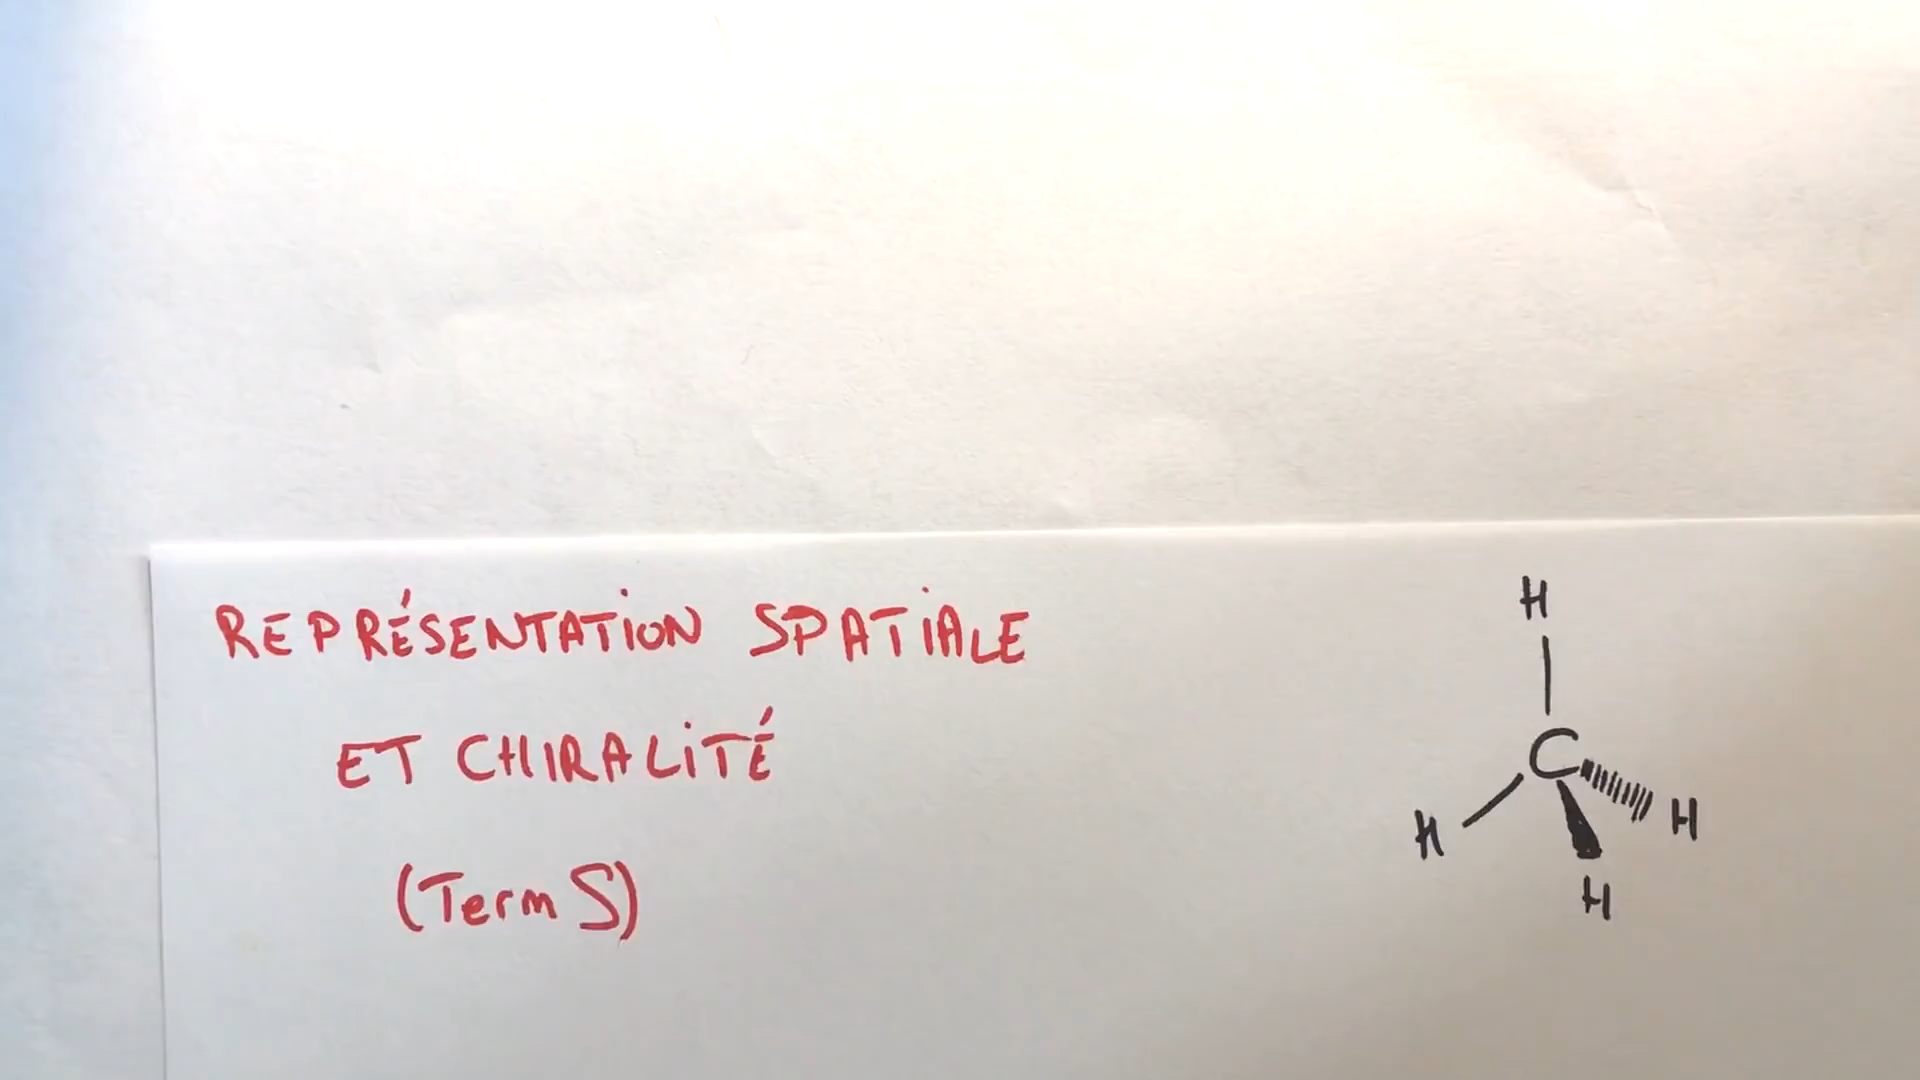 REPRÉSENTATION SPATIALE
ET CHIRALITÉ
(Term S)
H
C
H
H
H